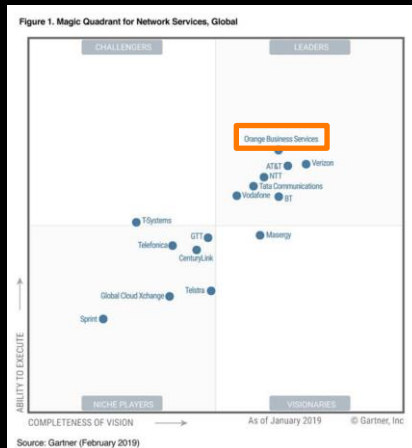 Figure 1. Magic Quadrant for Network Services, Global
CHALLENGERS
LEADERS
Orange Business Services
AT&T
Verizon
NTT
Tata Communications
Vodafone
BT
T-Systems
GTT
Masergy
Telefonica
CenturyLink
Telstra
Global Cloud Xchange
Sprint
ABILITY TO EXECUTE
NICHE PLAYERS
VISIONARIES
COMPLETENESS OF VISION
As of January 2019
© Gartner, Inc
Source: Gartner (February 2019)